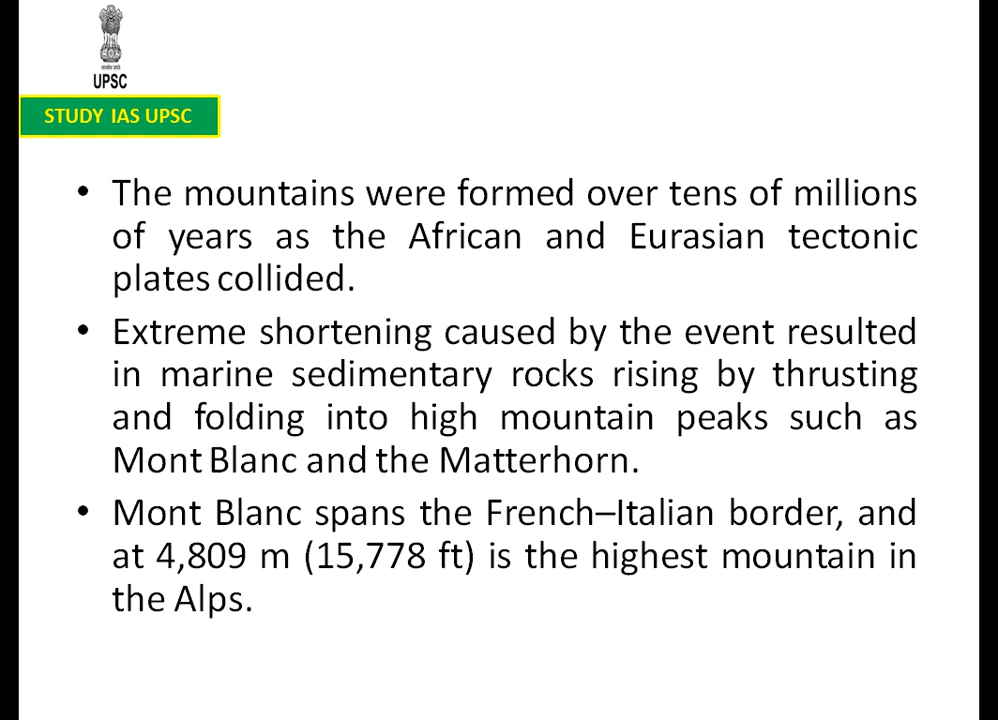 UPSC
STUDY IAS UPSC
• The mountains were formed over tens of millions
of years as the African and Eurasian tectonic
plates collided.
• Extreme shortening caused by the event resulted
in marine sedimentary rocks rising by thrusting
and folding into high mountain peaks such as
Mont Blanc and the Matterhorn.
• Mont Blanc spans the French–Italian border, and
at 4,809 m (15,778 ft) is the highest mountain in
the Alps.